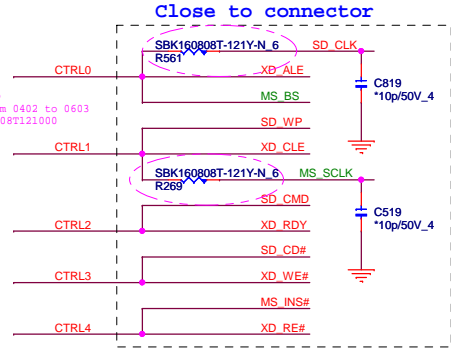 Close to connector
SBK160808T-121Y-N_6
SD_CLK
R561
CTRL0
XD_ALE
C819
*10p/50V_4
MS_BS
m 0402 to 0603
08T121000
SD_WP
CTRL1
XD_CLE
SBK160808T-121Y-N_6
MS_SCLK
R269
SD_CMD
C519
*10p/50V_4
CTRL2
XD_RDY
SD_CD#
CTRL3
XD_WE#
MS_INS#
CTRL4
XD_RE#